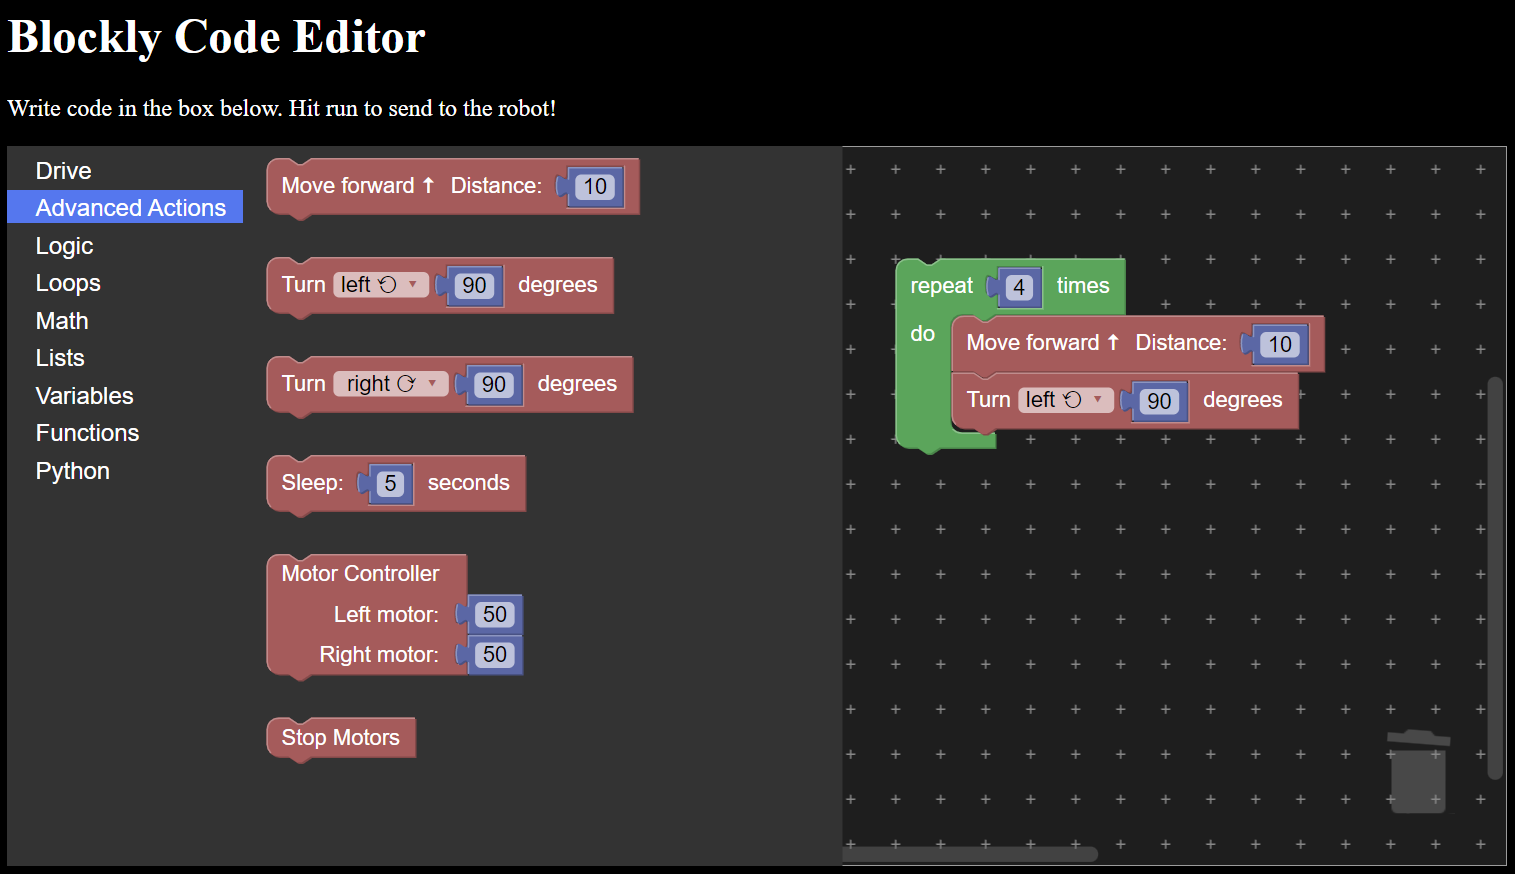 Blockly Code Editor
Write code in the box below. Hit run to send to the robot!
Drive
Advanced Actions
Logic
Loops
Math
Lists
Variables
Functions
Python
Move forward ↑ Distance: 10
Turn left ⟲ ▾ 90 degrees
Turn right ⟳ ▾ 90 degrees
Sleep: 5 seconds
Motor Controller
Left motor: 50
Right motor: 50
Stop Motors
repeat 4 times
do
Move forward ↑ Distance: 10
Turn left ⟲ ▾ 90 degrees